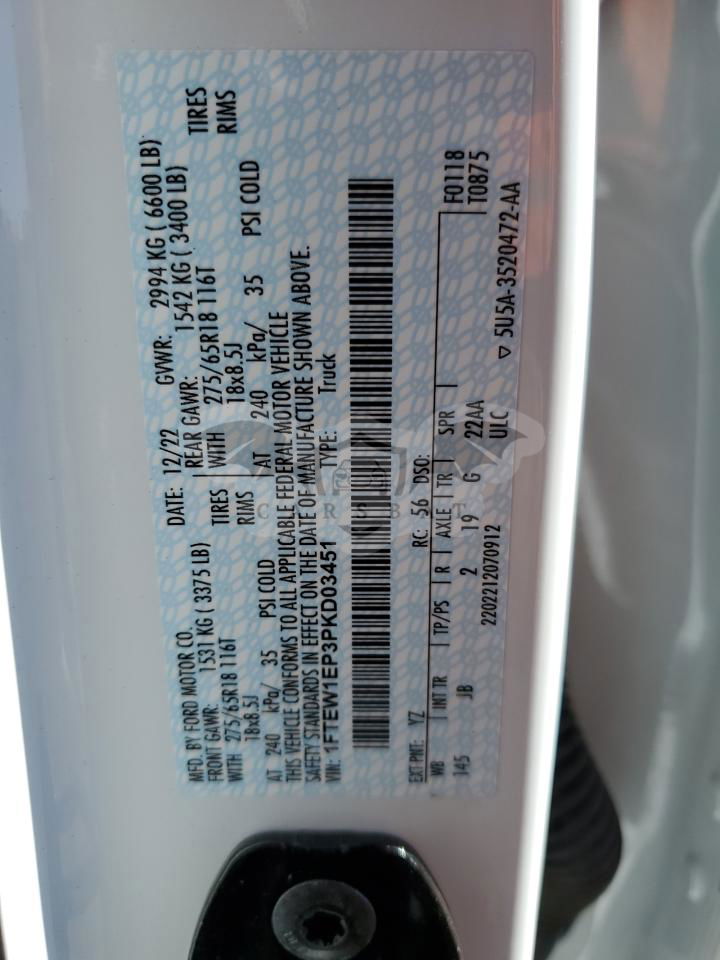 MFD. BY FORD MOTOR CO. DATE: 12/22 GVWR: 2994 KG ( 6600 LB)
FRONT GAWR: 1531 KG ( 3375 LB) REAR GAWR: 1542 KG ( 3400 LB)
WITH 275/65R18 116T TIRES WITH 275/65R18 116T TIRES
18x8.5J RIMS 18x8.5J RIMS
AT 240 kPa/ 35 PSI COLD AT 240 kPa/ 35 PSI COLD
THIS VEHICLE CONFORMS TO ALL APPLICABLE FEDERAL MOTOR VEHICLE
SAFETY STANDARDS IN EFFECT ON THE DATE OF MANUFACTURE SHOWN ABOVE.
VIN: 1FTEW1EP3PKD03451 TYPE: Truck
EXT PNT: YZ RC: 56 DSO: F0118
WB INT TR TP/PS R AXLE TR SPR T0875
145 JB 2 19 G 22AA
2202212070912 ULC ▽ 5U5A-3520472-AA
CARSBAT